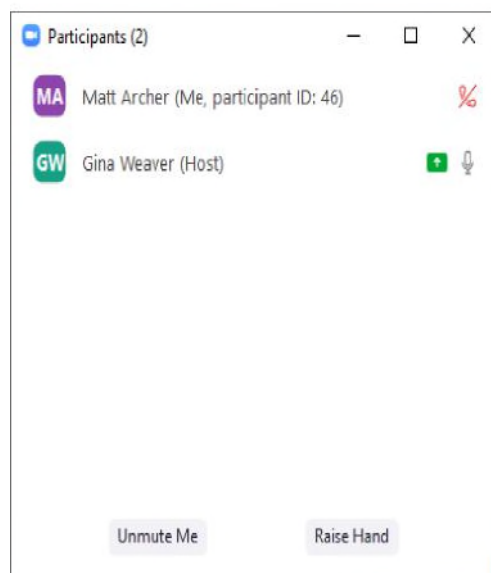 Participants (2)
MA Matt Archer (Me, participant ID: 46)
GW Gina Weaver (Host)
Unmute Me Raise Hand